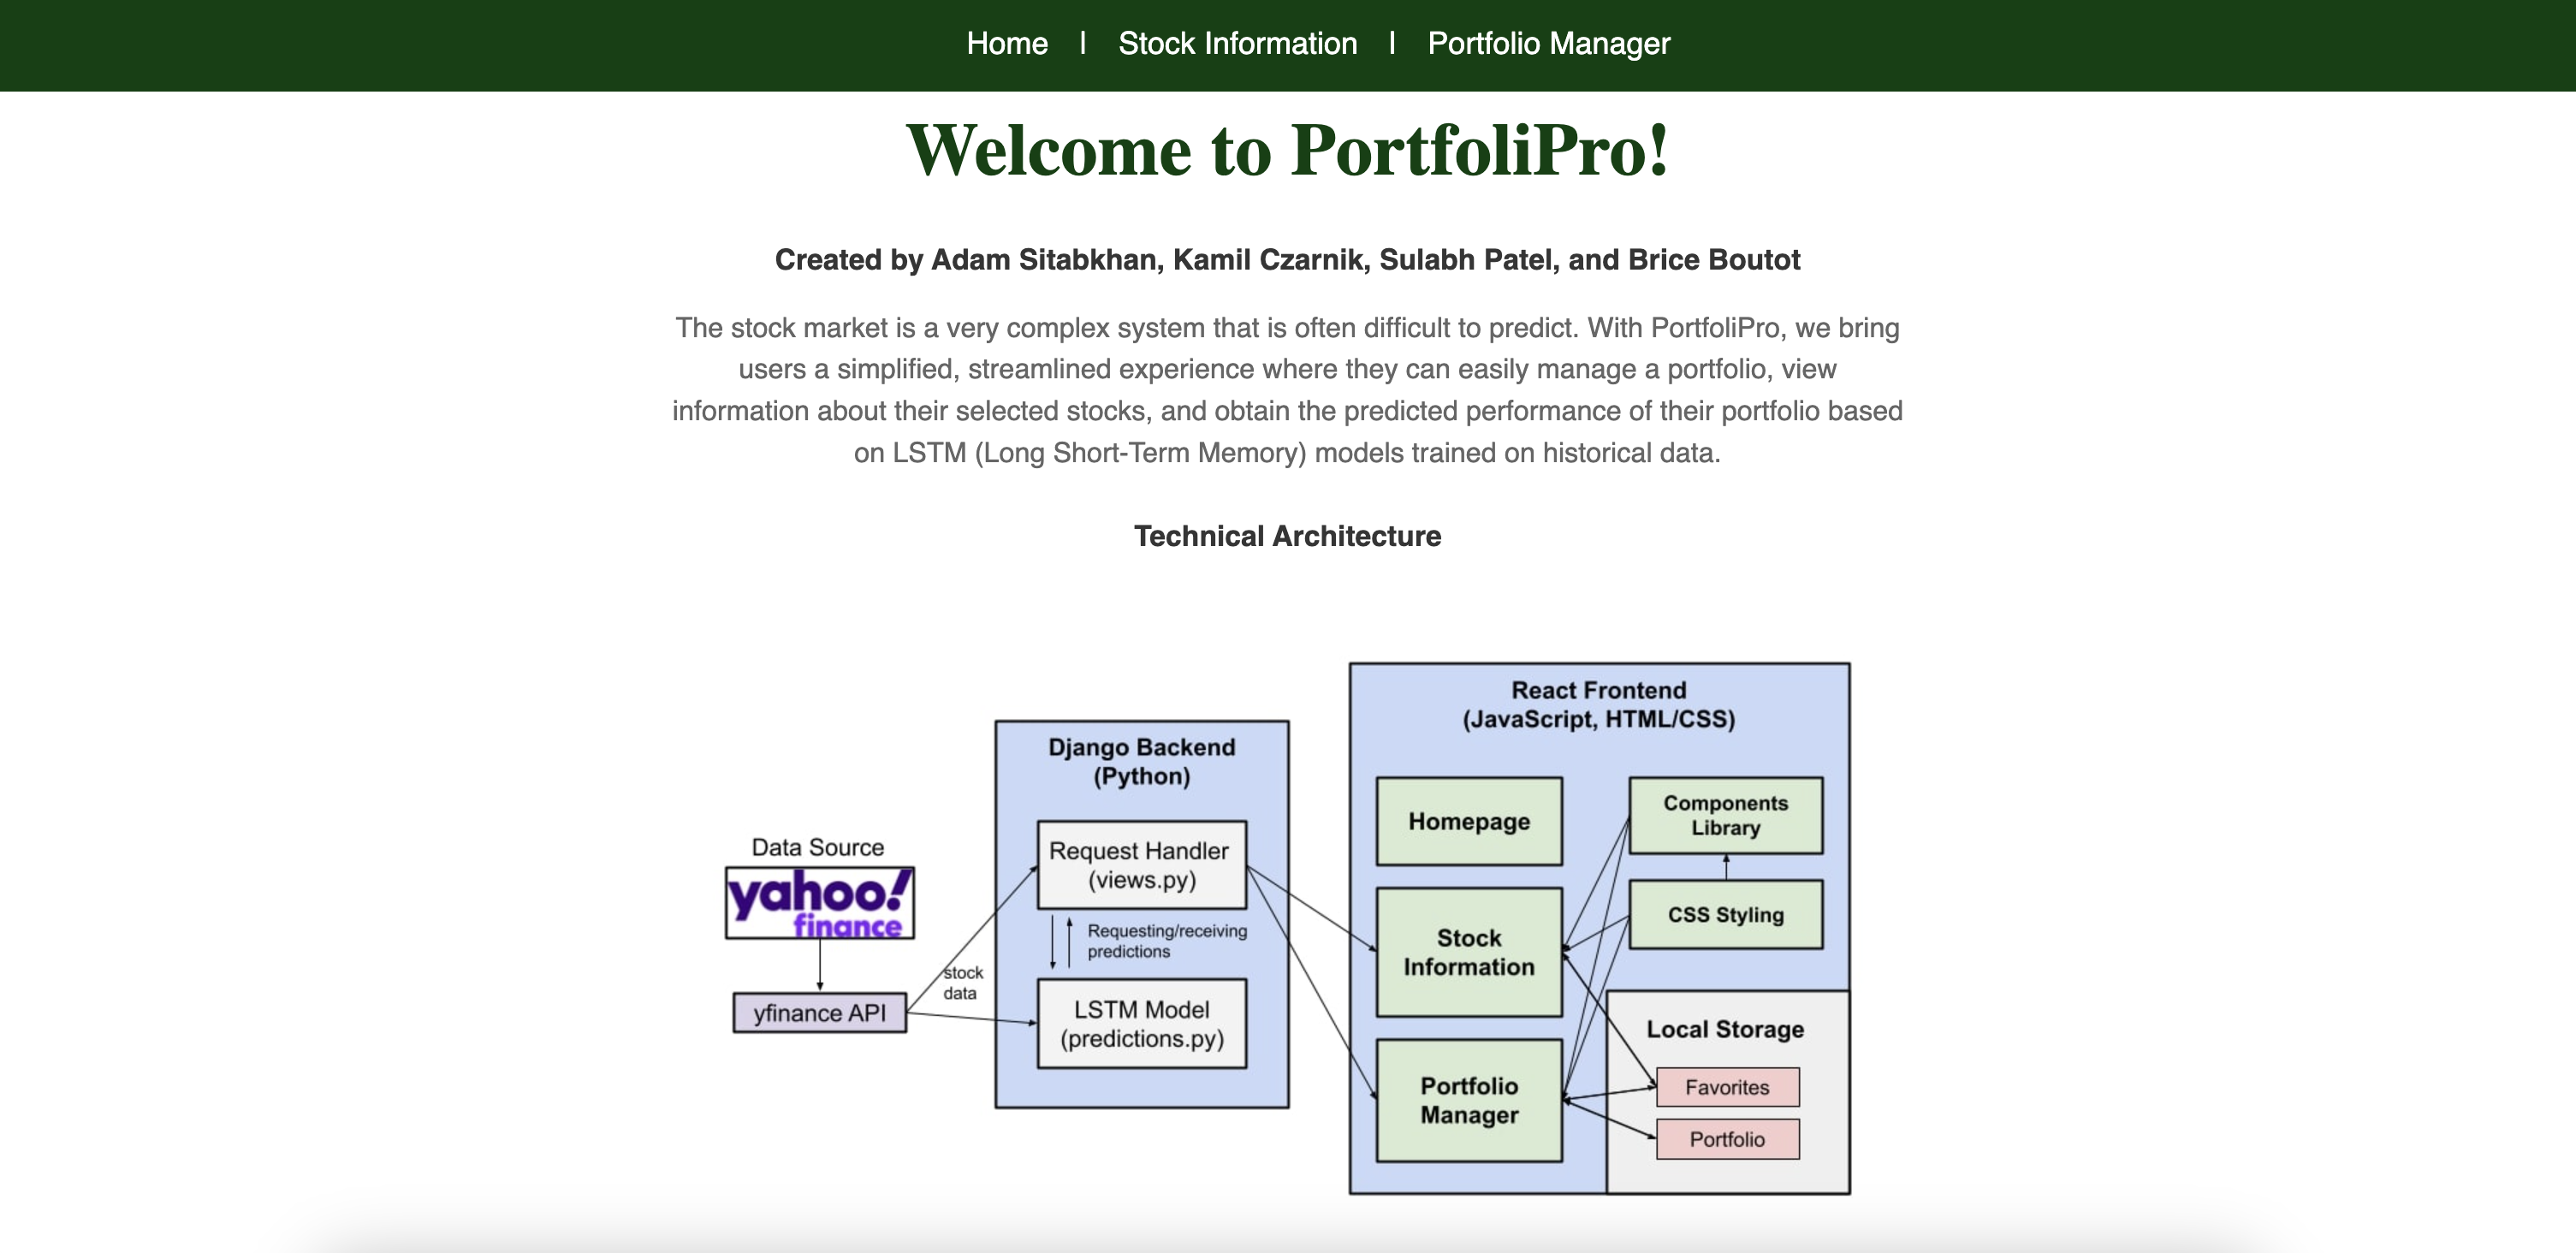 Home | Stock Information | Portfolio Manager
Welcome to PortfoliPro!
Created by Adam Sitabkhan, Kamil Czarnik, Sulabh Patel, and Brice Boutot
The stock market is a very complex system that is often difficult to predict. With PortfoliPro, we bring
users a simplified, streamlined experience where they can easily manage a portfolio, view
information about their selected stocks, and obtain the predicted performance of their portfolio based
on LSTM (Long Short-Term Memory) models trained on historical data.
Technical Architecture
Data Source
yahoo!
finance
yfinance API
stock
data
Django Backend
(Python)
Request Handler
(views.py)
Requesting/receiving
predictions
LSTM Model
(predictions.py)
React Frontend
(JavaScript, HTML/CSS)
Homepage
Stock
Information
Portfolio
Manager
Components
Library
CSS Styling
Local Storage
Favorites
Portfolio